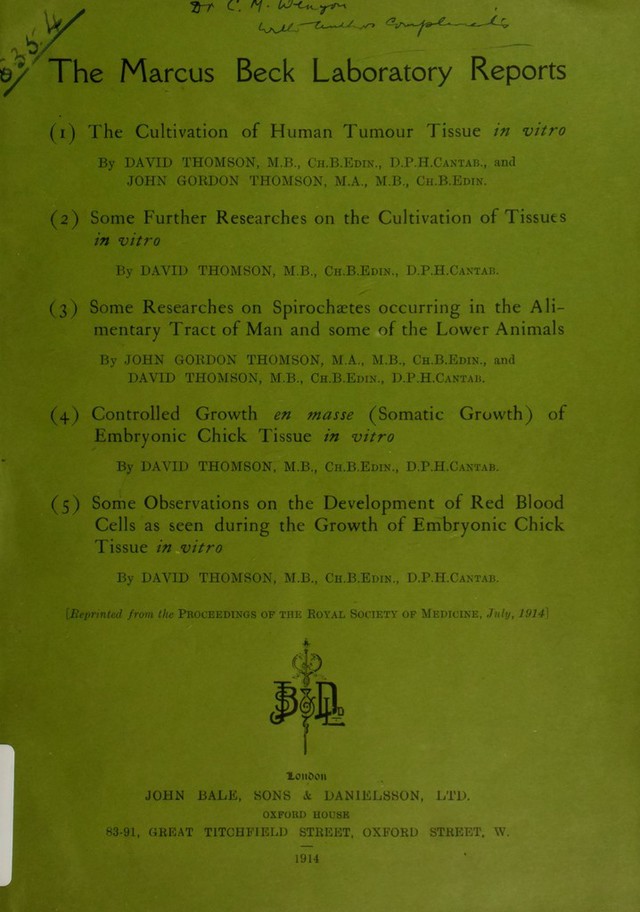 Dr C. M. Wenyon
with author's compliments
The Marcus Beck Laboratory Reports
(1) The Cultivation of Human Tumour Tissue in vitro
By DAVID THOMSON, M.B., CH.B.EDIN., D.P.H.CANTAB., and
JOHN GORDON THOMSON, M.A., M.B., CH.B.EDIN.
(2) Some Further Researches on the Cultivation of Tissues
in vitro
By DAVID THOMSON, M.B., CH.B.EDIN., D.P.H.CANTAB.
(3) Some Researches on Spirochætes occurring in the Ali-
mentary Tract of Man and some of the Lower Animals
By JOHN GORDON THOMSON, M.A., M.B., CH.B.EDIN., and
DAVID THOMSON, M.B., CH.B.EDIN., D.P.H.CANTAB.
(4) Controlled Growth en masse (Somatic Growth) of
Embryonic Chick Tissue in vitro
By DAVID THOMSON, M.B., CH.B.EDIN., D.P.H.CANTAB.
(5) Some Observations on the Development of Red Blood
Cells as seen during the Growth of Embryonic Chick
Tissue in vitro
By DAVID THOMSON, M.B., CH.B.EDIN., D.P.H.CANTAB.
[Reprinted from the PROCEEDINGS OF THE ROYAL SOCIETY OF MEDICINE, July, 1914]
London
JOHN BALE, SONS & DANIELSSON, LTD.
OXFORD HOUSE
83-91, GREAT TITCHFIELD STREET, OXFORD STREET, W.
1914